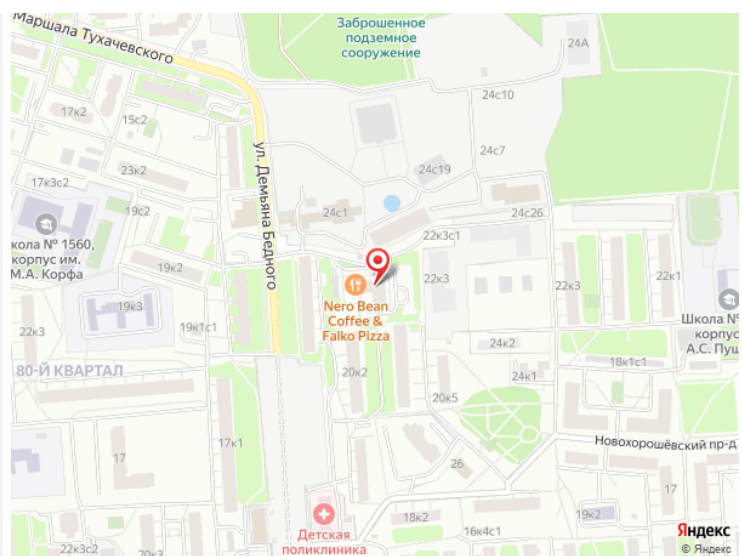 Маршала Тухачевского
Заброшенное
подземное
сооружение
24А
17к2
15с2
24с10
ул. Демьяна Бедного
24с7
23к2
24с19
17к3с2
19с2
24с1
24с26
кола № 1560,
корпус им.
М.А. Корфа
22к3с1
19к2
22к3
22к1
19к3
Nero Bean
Coffee &
Falko Pizza
Школа №
корпус
А.С. Пуш
19к1с1
22к3
24к2
18к1с1
80-Й КВАРТАЛ
20к2
24к1
20к5
17к1
Новохорошёвский пр-д
17
26
17
Детская
поликлиника
18к2
19к2
16к4с1
22к3с2
20к3
Яндекс
© Яндекс